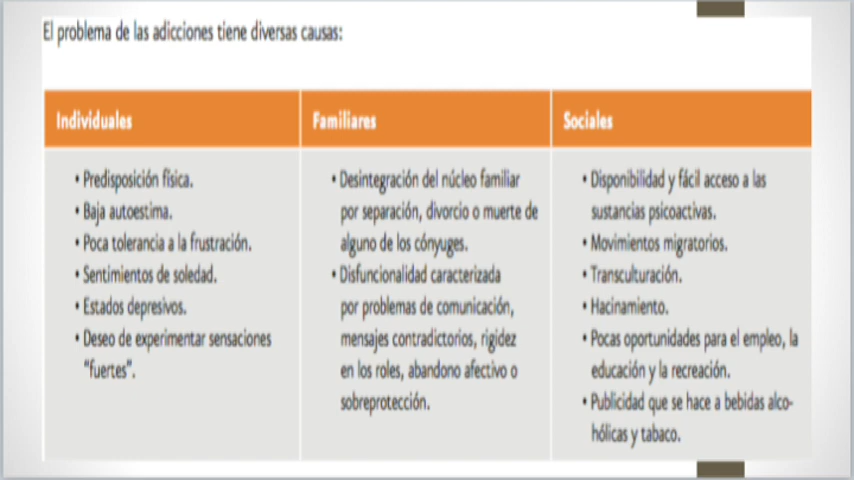 El problema de las adicciones tiene diversas causas:
Individuales
• Predisposición física.
• Baja autoestima.
• Poca tolerancia a la frustración.
• Sentimientos de soledad.
• Estados depresivos.
• Deseo de experimentar sensaciones
“fuertes”.
Familiares
• Desintegración del núcleo familiar
por separación, divorcio o muerte de
alguno de los cónyuges.
• Disfuncionalidad caracterizada
por problemas de comunicación,
mensajes contradictorios, rigidez
en los roles, abandono afectivo o
sobreprotección.
Sociales
• Disponibilidad y fácil acceso a las
sustancias psicoactivas.
• Movimientos migratorios.
• Transculturación.
• Hacinamiento.
• Pocas oportunidades para el empleo, la
educación y la recreación.
• Publicidad que se hace a bebidas alco-
hólicas y tabaco.